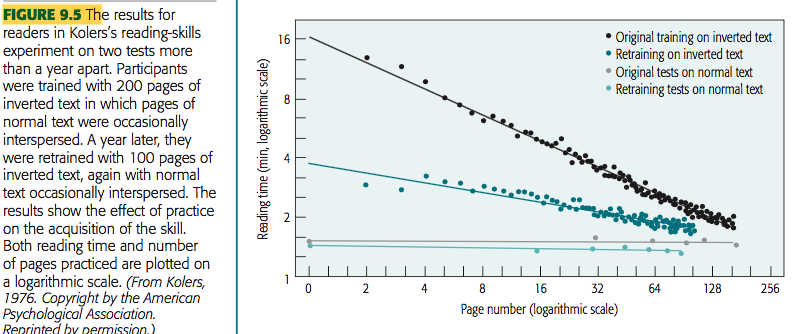 FIGURE 9.5 The results for
readers in Kolers's reading-skills
experiment on two tests more
than a year apart. Participants
were trained with 200 pages of
inverted text in which pages of
normal text were occasionally
interspersed. A year later, they
were retrained with 100 pages of
inverted text, again with normal
text occasionally interspersed. The
results show the effect of practice
on the acquisition of the skill.
Both reading time and number
of pages practiced are plotted on
a logarithmic scale. (From Kolers,
1976. Copyright by the American
Psychological Association.
Reprinted by permission.)
Reading time (min, logarithmic scale)
16
8
4
2
1
Original training on inverted text
Retraining on inverted text
Original tests on normal text
Retraining tests on normal text
0 2 4 8 16 32 64 128 256
Page number (logarithmic scale)